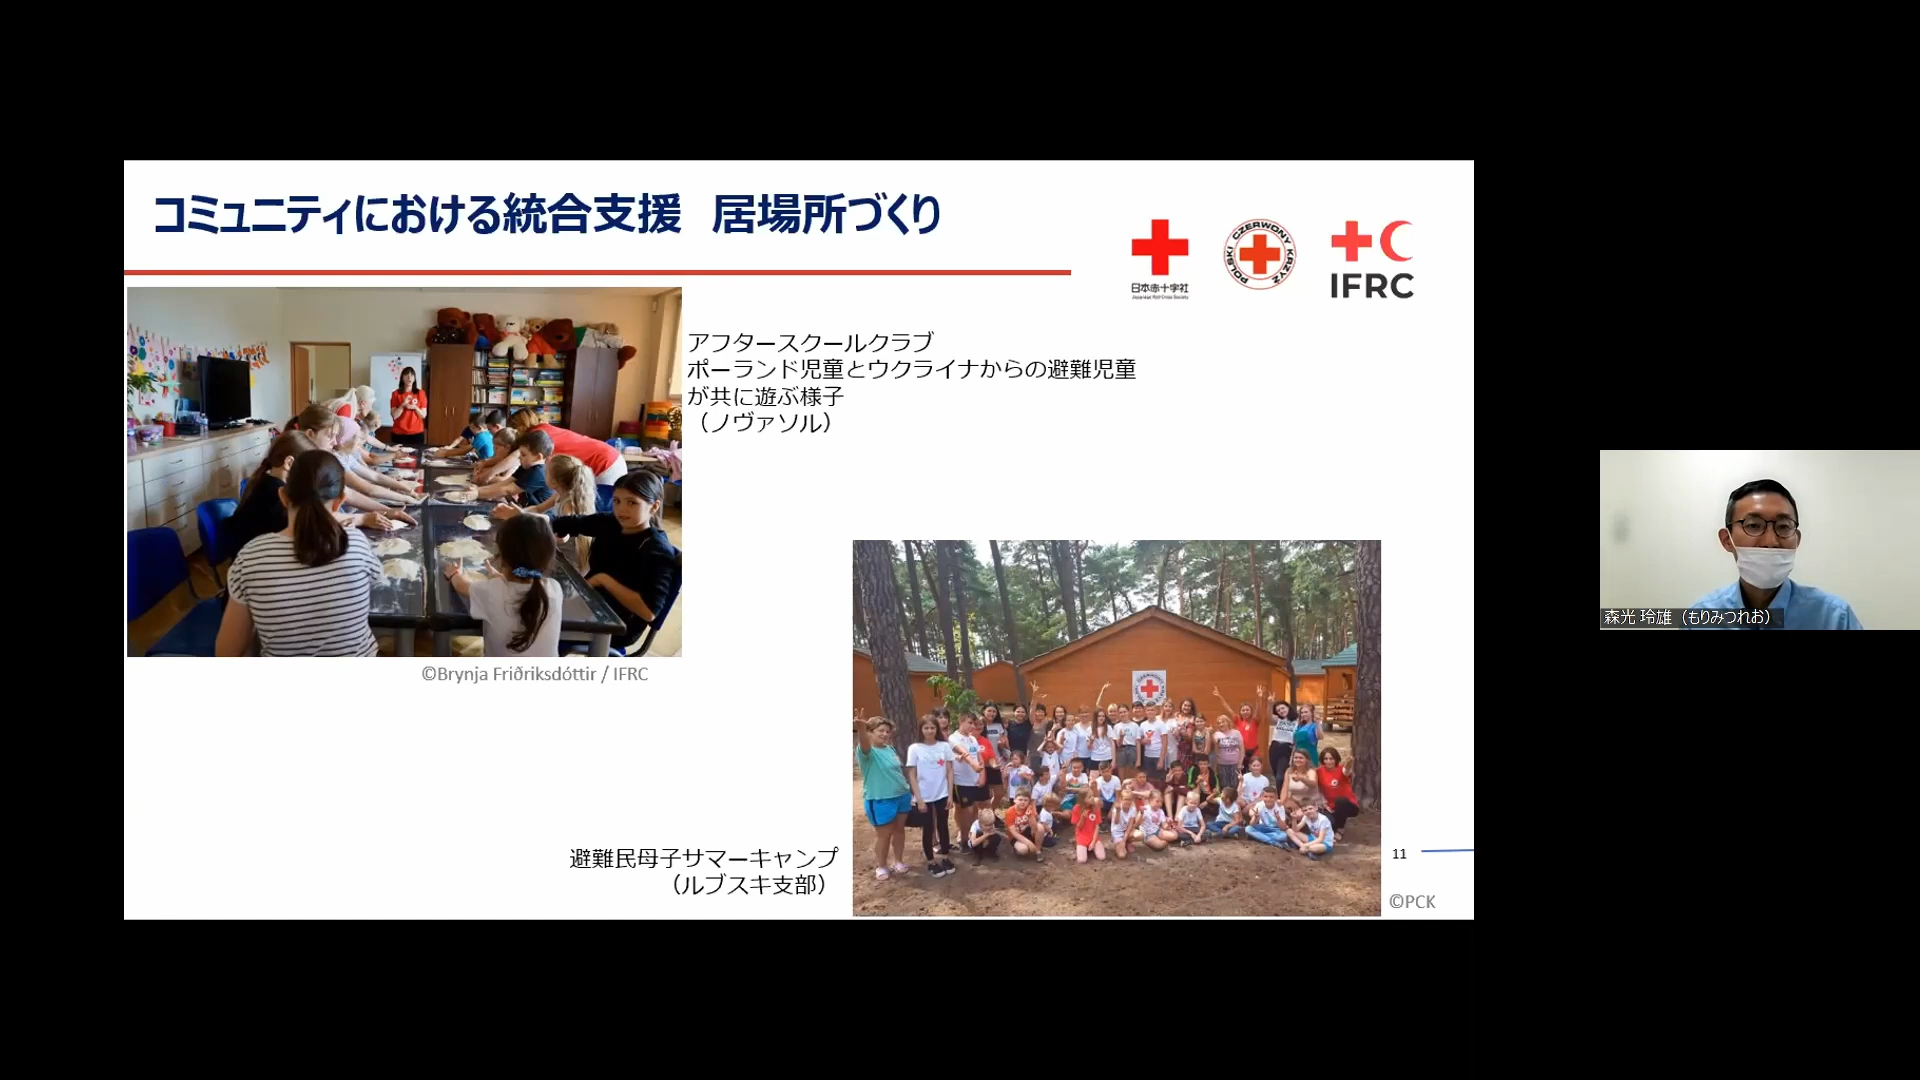 コミュニティにおける統合支援　居場所づくり
日本赤十字社
Japanese Red Cross Society
POLSKI CZERWONY KRZYŻ
IFRC
アフタースクールクラブ
ポーランド児童とウクライナからの避難児童
が共に遊ぶ様子
（ノヴァソル）
©Brynja Friðriksdóttir / IFRC
避難民母子サマーキャンプ
（ルブスキ支部）
11
©PCK
森光 玲雄（もりみつれお）